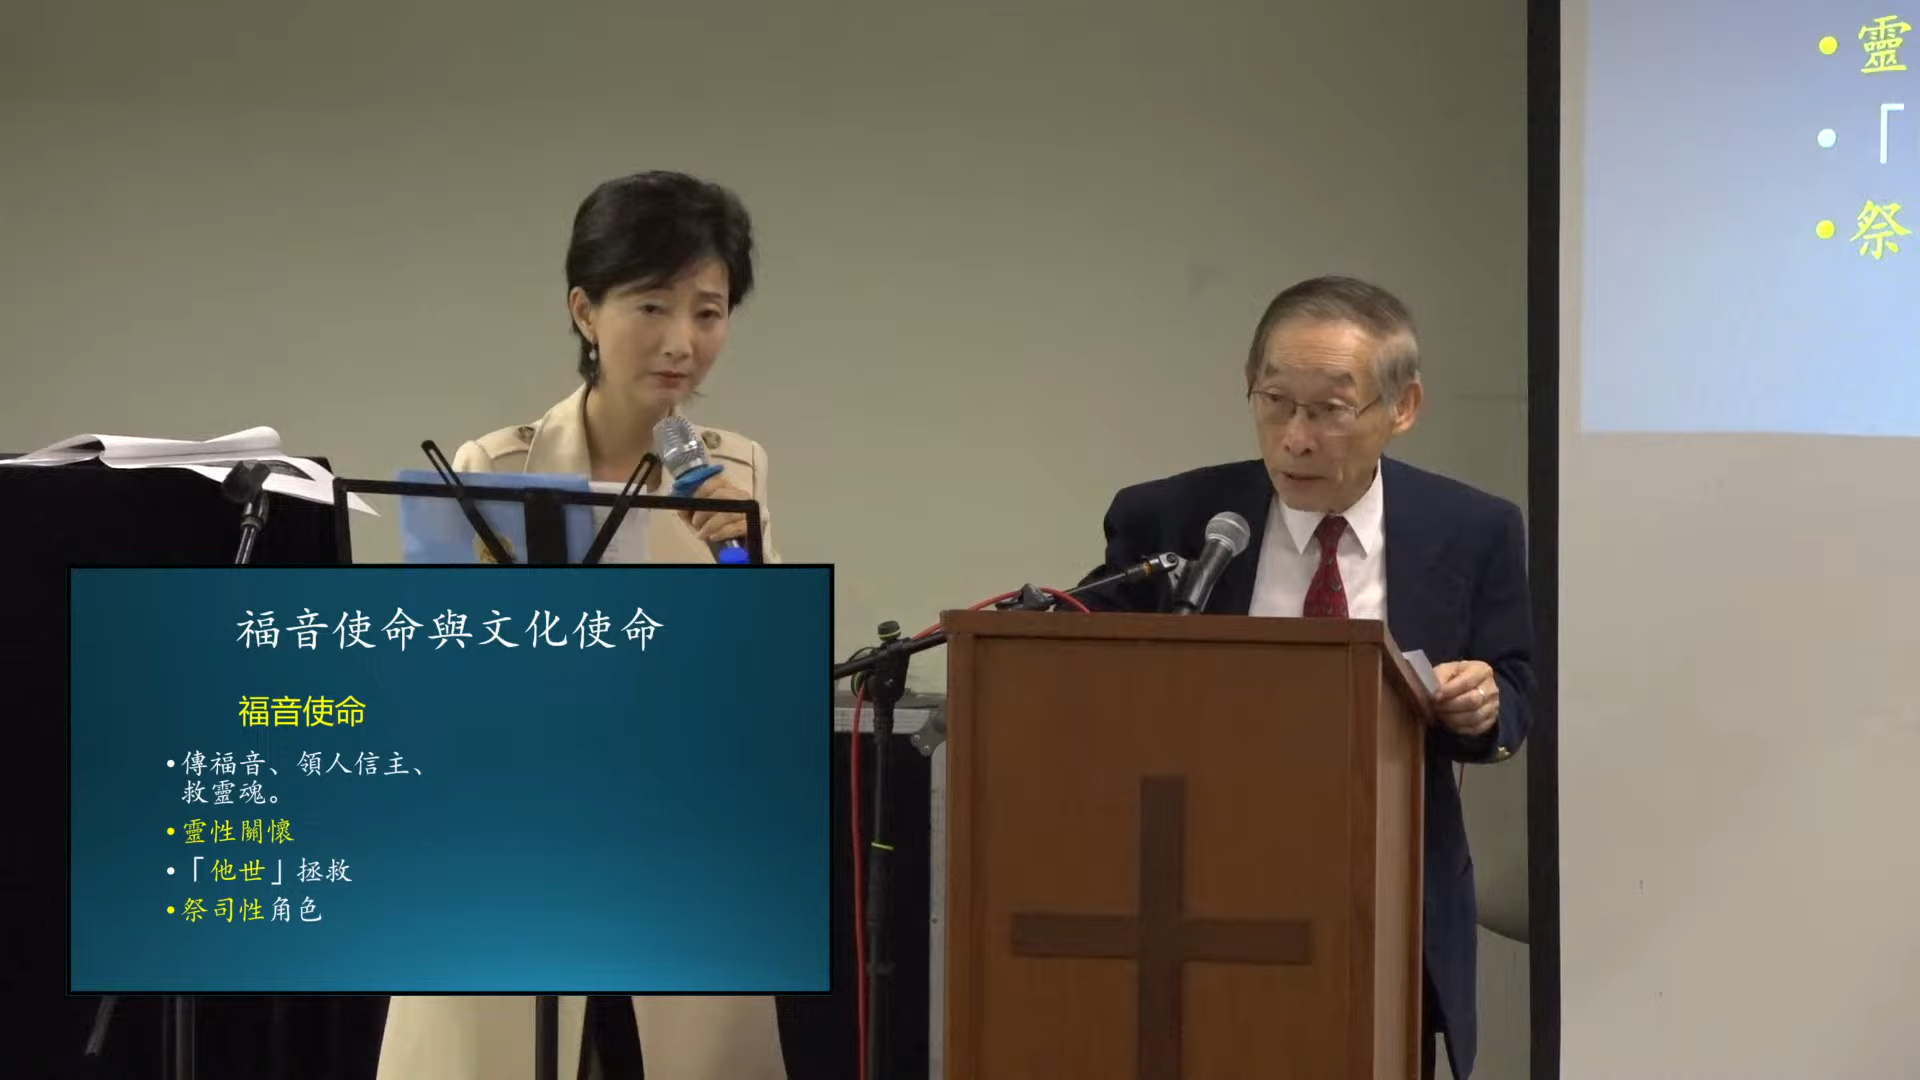 福音使命與文化使命
福音使命
•傳福音、領人信主、
救靈魂。
•靈性關懷
•「他世」拯救
•祭司性角色
•靈
•「
•祭